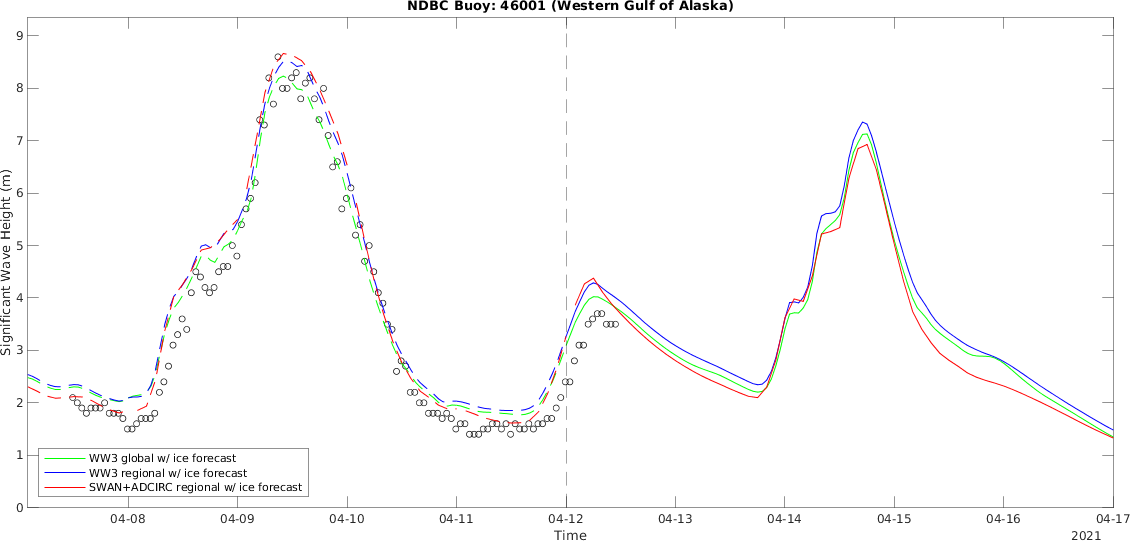 NDBC Buoy: 46001 (Western Gulf of Alaska)
9
8
7
6
5
4
3
2
1
0
Significant Wave Height (m)
WW3 global w/ ice forecast
WW3 regional w/ ice forecast
SWAN+ADCIRC regional w/ ice forecast
04-08 04-09 04-10 04-11 04-12 04-13 04-14 04-15 04-16 04-17
Time
2021